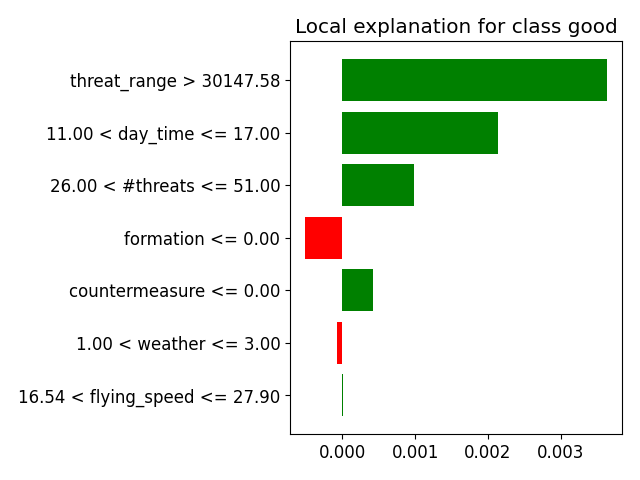 Local explanation for class good
threat_range > 30147.58
11.00 < day_time <= 17.00
26.00 < #threats <= 51.00
formation <= 0.00
countermeasure <= 0.00
1.00 < weather <= 3.00
16.54 < flying_speed <= 27.90
0.000 0.001 0.002 0.003